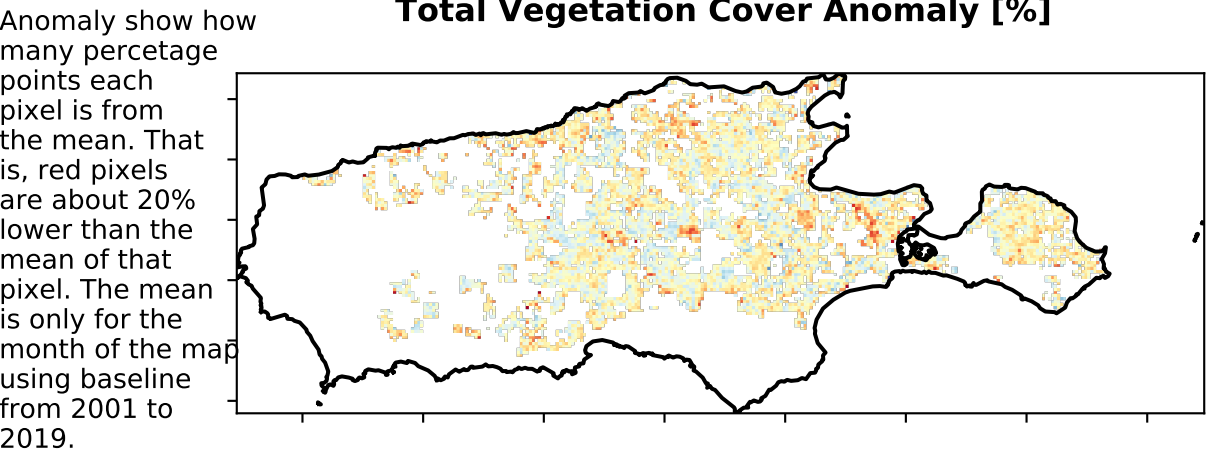 Total Vegetation Cover Anomaly [%]
Anomaly show how
many percetage
points each
pixel is from
the mean. That
is, red pixels
are about 20%
lower than the
mean of that
pixel. The mean
is only for the
month of the map
using baseline
from 2001 to
2019.